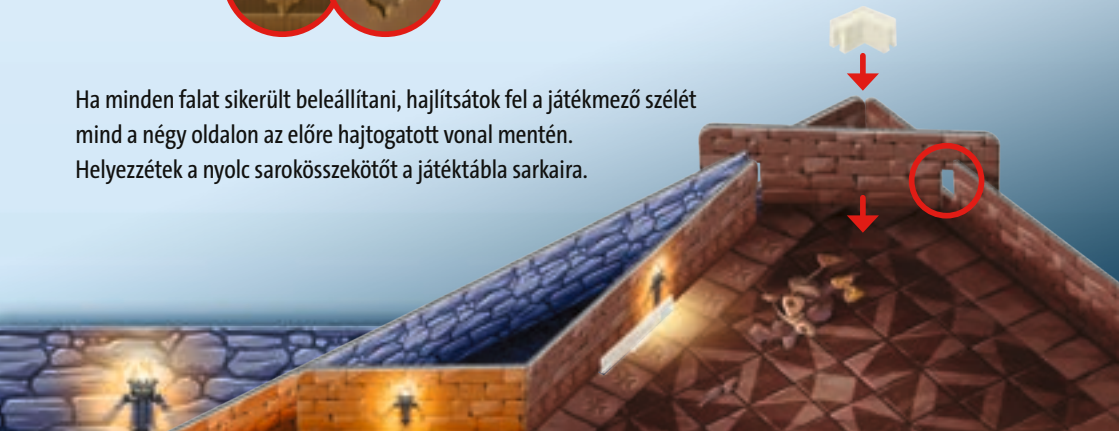 Ha minden falat sikerült beleállítani, hajlítsátok fel a játékmező szélét
mind a négy oldalon az előre hajtogatott vonal mentén.
Helyezzétek a nyolc sarokösszekötőt a játéktábla sarkaira.